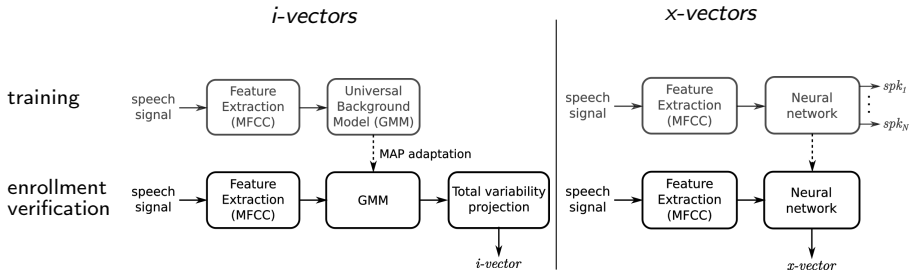 i-vectors
x-vectors
training
speech
signal
Feature
Extraction
(MFCC)
Universal
Background
Model (GMM)
speech
signal
Feature
Extraction
(MFCC)
Neural
network
spk1
spkN
MAP adaptation
enrollment
verification
speech
signal
Feature
Extraction
(MFCC)
GMM
Total variability
projection
i-vector
speech
signal
Feature
Extraction
(MFCC)
Neural
network
x-vector